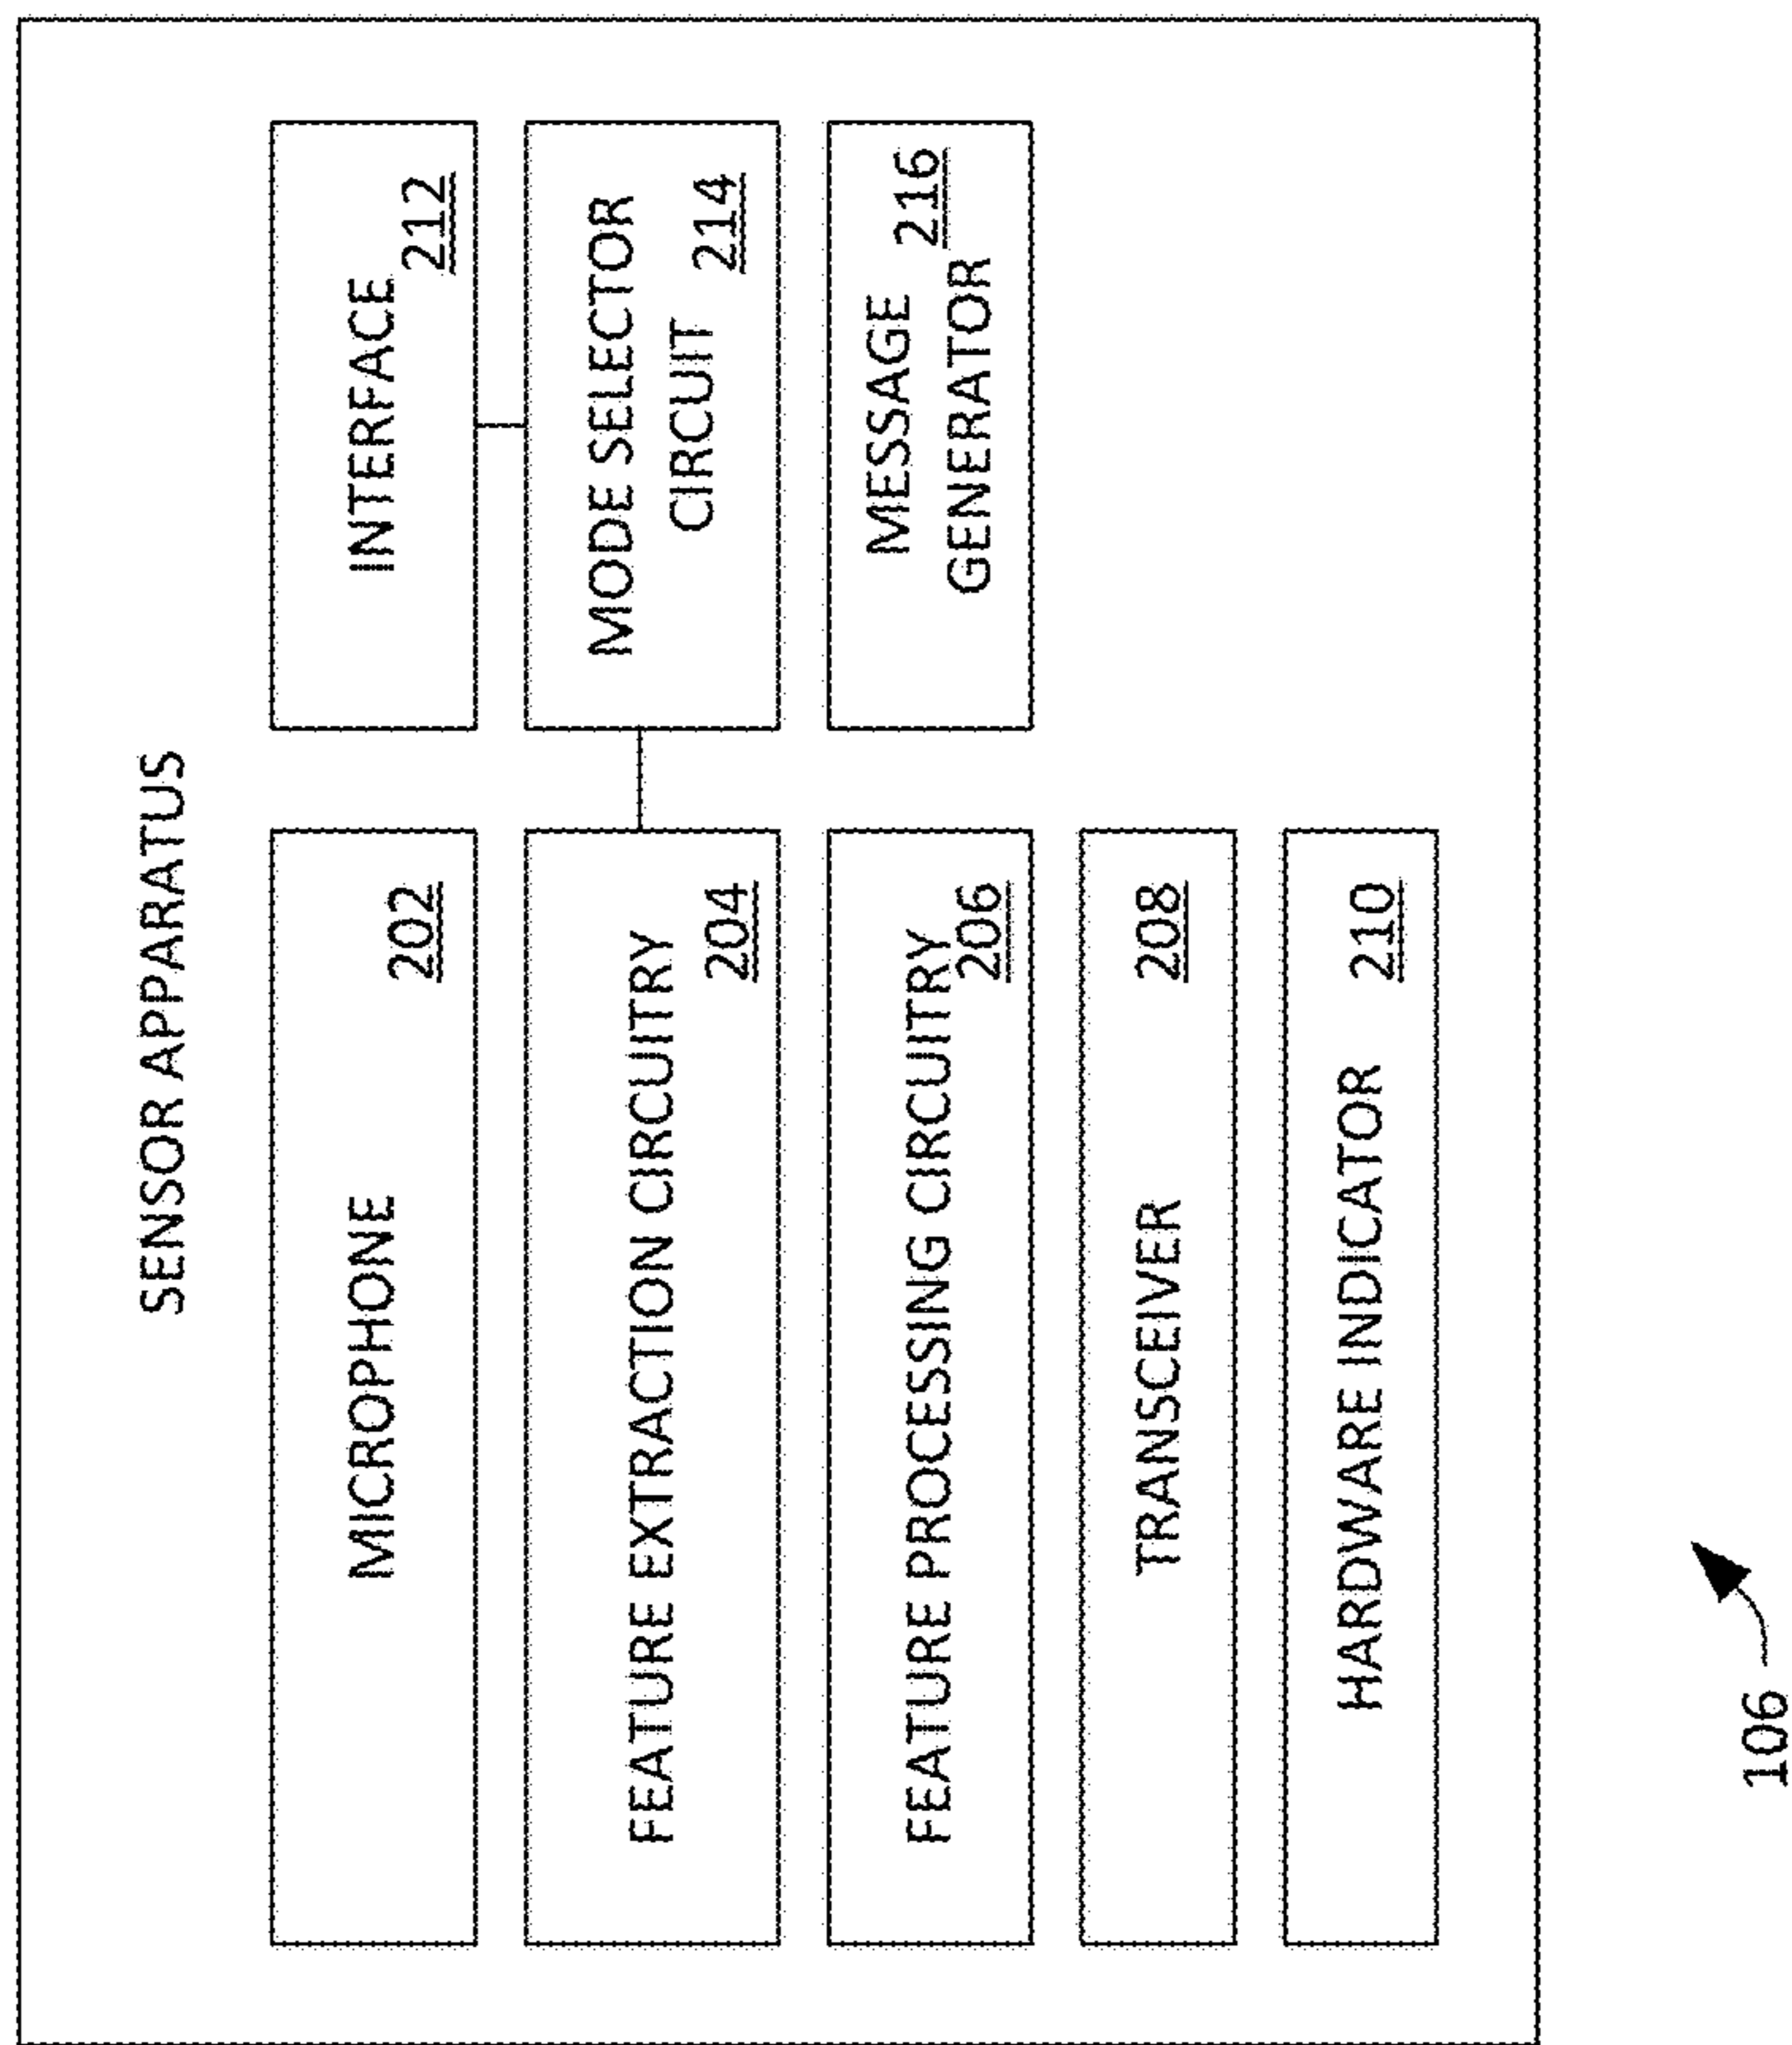 SENSOR APPARATUS
MICROPHONE
202
FEATURE EXTRACTION CIRCUITRY
204
FEATURE PROCESSING CIRCUITRY
206
TRANSCEIVER
208
HARDWARE INDICATOR
210
INTERFACE
212
MODE SELECTOR
CIRCUIT
214
MESSAGE
216
GENERATOR
106